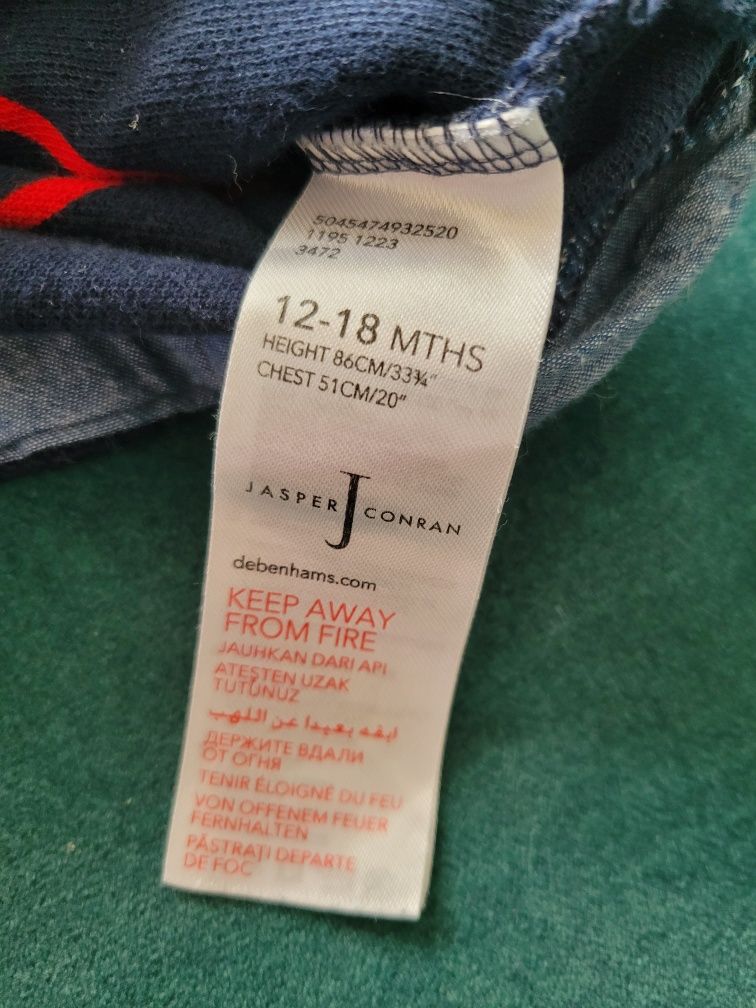 5045474932520
1195 1223
3472
12-18 MTHS
HEIGHT 86CM/33¾"
CHEST 51CM/20"
JASPER J CONRAN
debenhams.com
KEEP AWAY
FROM FIRE
JAUHKAN DARI API
ATEŞTEN UZAK
TUTUNUZ
ابقه بعيدا عن اللهب
ДЕРЖИТЕ ВДАЛИ
ОТ ОГНЯ
TENIR ÉLOIGNÉ DU FEU
VON OFFENEM FEUER
FERNHALTEN
PĂSTRAŢI DEPARTE
DE FOC